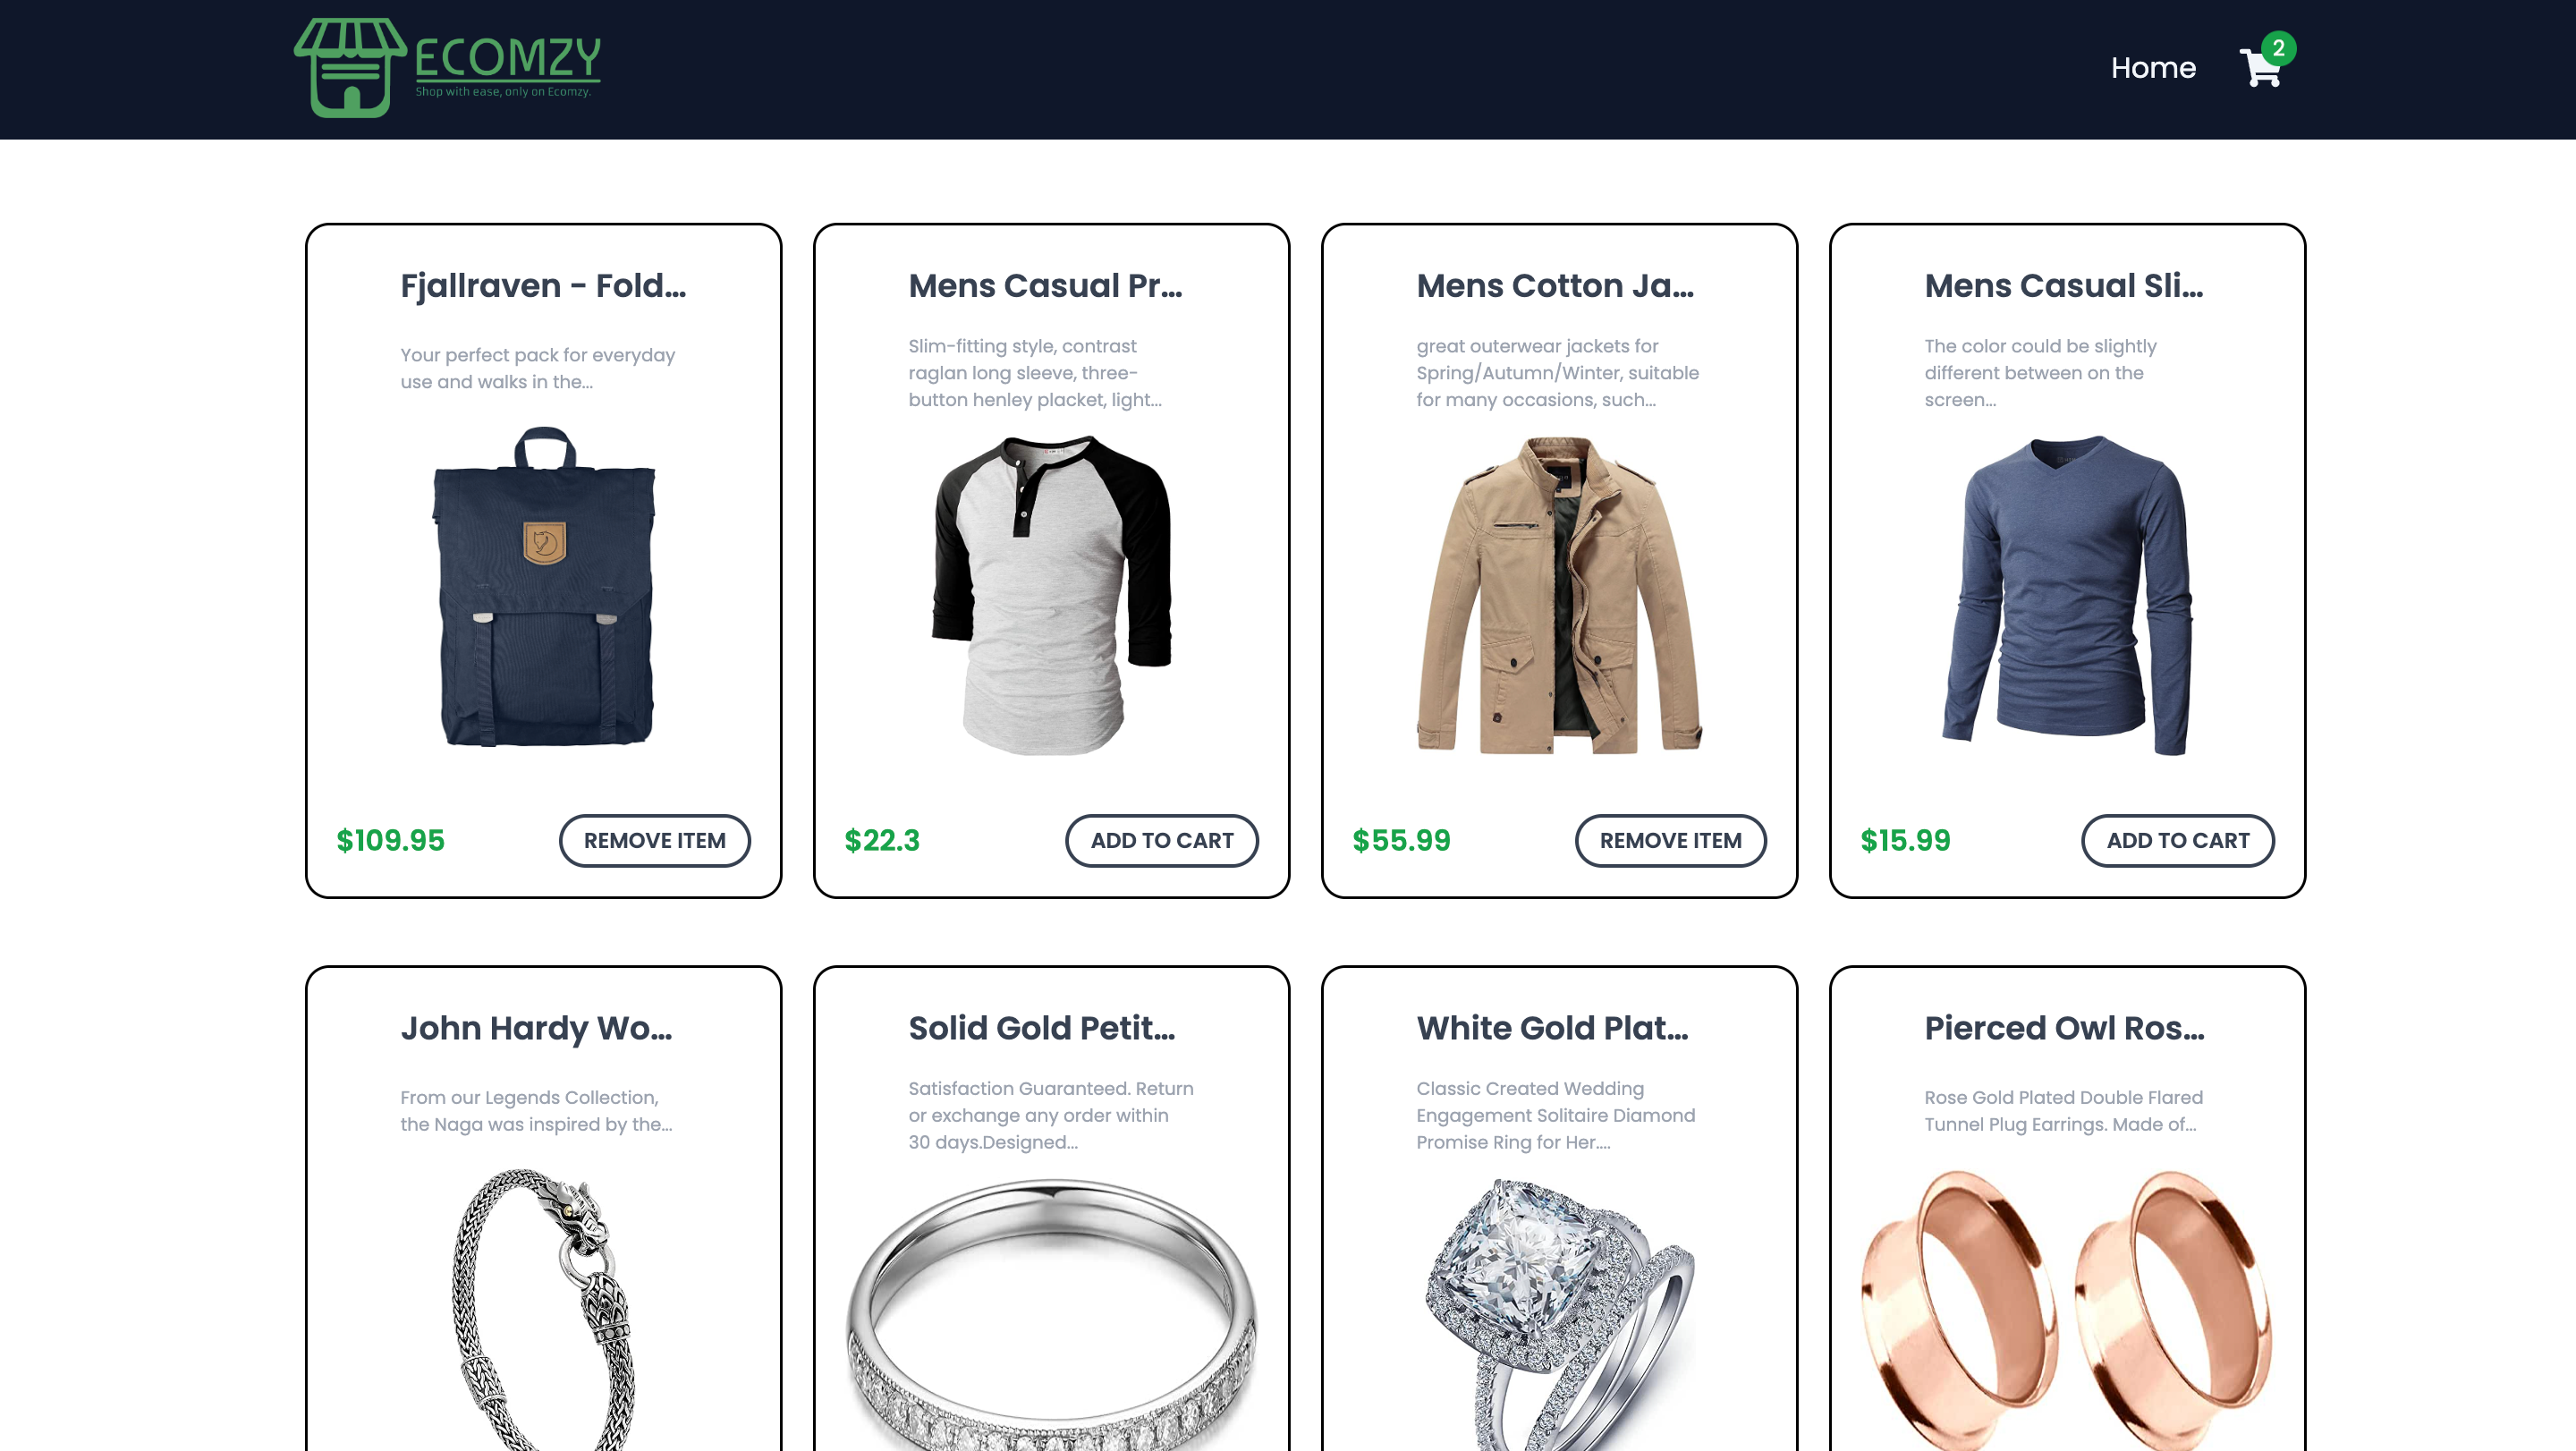 ECOMZY
Shop with ease, only on Ecomzy.
Home
2
Fjallraven - Fold...
Your perfect pack for everyday
use and walks in the...
$109.95
REMOVE ITEM
Mens Casual Pr...
Slim-fitting style, contrast
raglan long sleeve, three-
button henley placket, light...
$22.3
ADD TO CART
Mens Cotton Ja...
great outerwear jackets for
Spring/Autumn/Winter, suitable
for many occasions, such...
$55.99
REMOVE ITEM
Mens Casual Sli...
The color could be slightly
different between on the
screen...
$15.99
ADD TO CART
John Hardy Wo...
From our Legends Collection,
the Naga was inspired by the...
Solid Gold Petit...
Satisfaction Guaranteed. Return
or exchange any order within
30 days.Designed...
White Gold Plat...
Classic Created Wedding
Engagement Solitaire Diamond
Promise Ring for Her....
Pierced Owl Ros...
Rose Gold Plated Double Flared
Tunnel Plug Earrings. Made of...